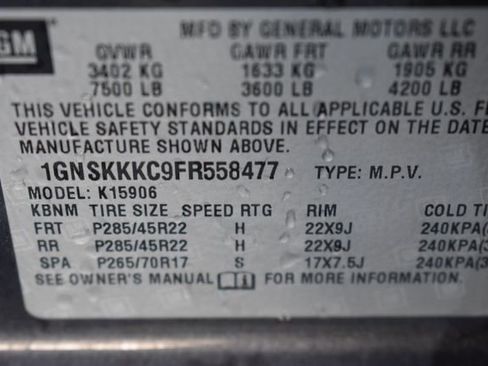 GM
MFD BY GENERAL MOTORS LLC
GVWR GAWR FRT GAWR RR
3402 KG 1633 KG 1905 KG
7500 LB 3600 LB 4200 LB
THIS VEHICLE CONFORMS TO ALL APPLICABLE U.S. F
VEHICLE SAFETY STANDARDS IN EFFECT ON THE DATE
MANUFACTURE SHOWN ABOVE.
1GNSKKKC9FR558477 TYPE: M.P.V.
MODEL: K15906
KBNM TIRE SIZE SPEED RTG RIM COLD TI
FRT P285/45R22 H 22X9J 240KPA(3
RR P285/45R22 H 22X9J 240KPA(3
SPA P265/70R17 S 17X7.5J 240KPA(3
SEE OWNER'S MANUAL FOR MORE INFORMATION.